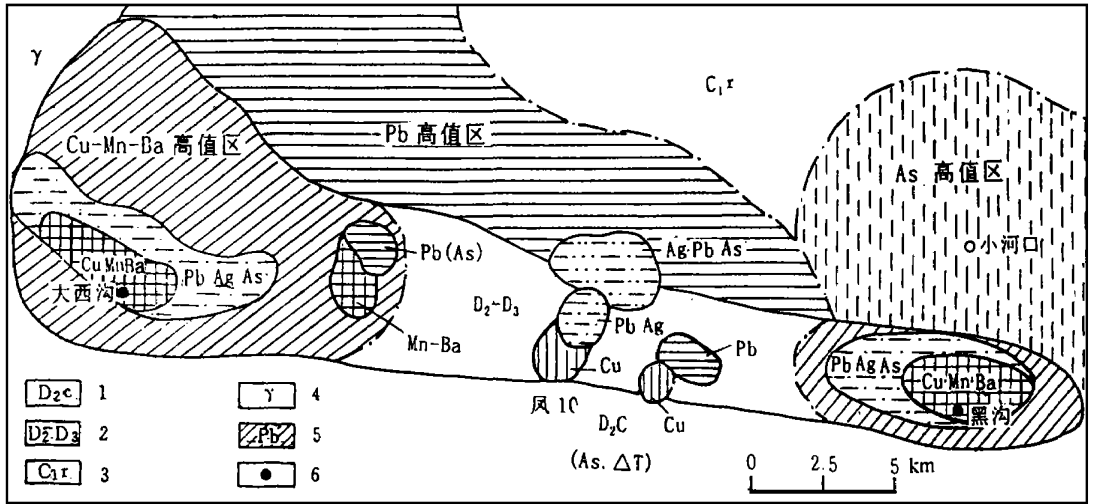 γ
C₁r
Cu-Mn-Ba 高值区
Pb 高值区
As 高值区
小河口
Pb(As)
Ag·Pb As
Cu MnBa
Pb Ag As
大西沟
D₂-D₃
Pb Ag
Mn-Ba
Cu
Pb
Pb Ag As
Cu Mn Ba
黑沟
凤 10
D₂C
Cu
(As. ΔT)
D₂c 1
γ 4
D₂-D₃ 2
Pb 5
C₁r 3
6
0 2.5 5 km